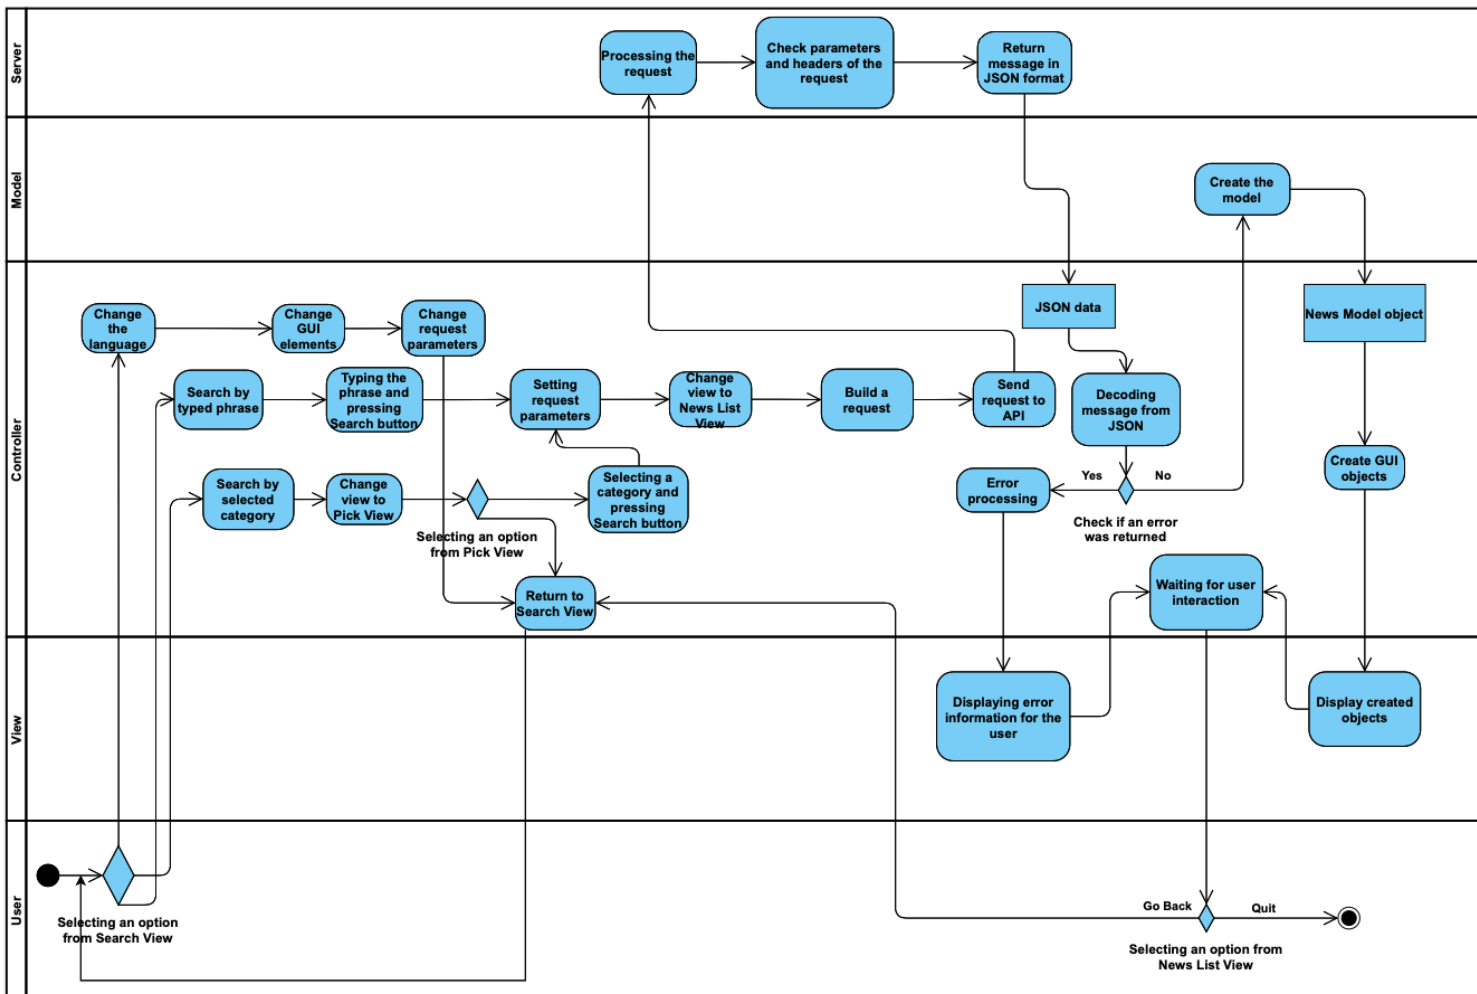 Server
Processing the
request
Check parameters
and headers of the
request
Return
message in
JSON format
Model
Create the
model
Controller
Change
the
language
Change
GUI
elements
Change
request
parameters
JSON data
News Model object
Search by
typed phrase
Typing the
phrase and
pressing
Search button
Setting
request
parameters
Change
view to
News List
View
Build a
request
Send
request to
API
Decoding
message from
JSON
Search by
selected
category
Change
view to
Pick View
Selecting an option
from Pick View
Selecting a
category and
pressing
Search button
Error
processing
Yes
No
Check if an error
was returned
Create GUI
objects
Return to
Search View
Waiting for user
interaction
View
Displaying error
information for the
user
Display created
objects
User
Selecting an option
from Search View
Go Back
Quit
Selecting an option from
News List View